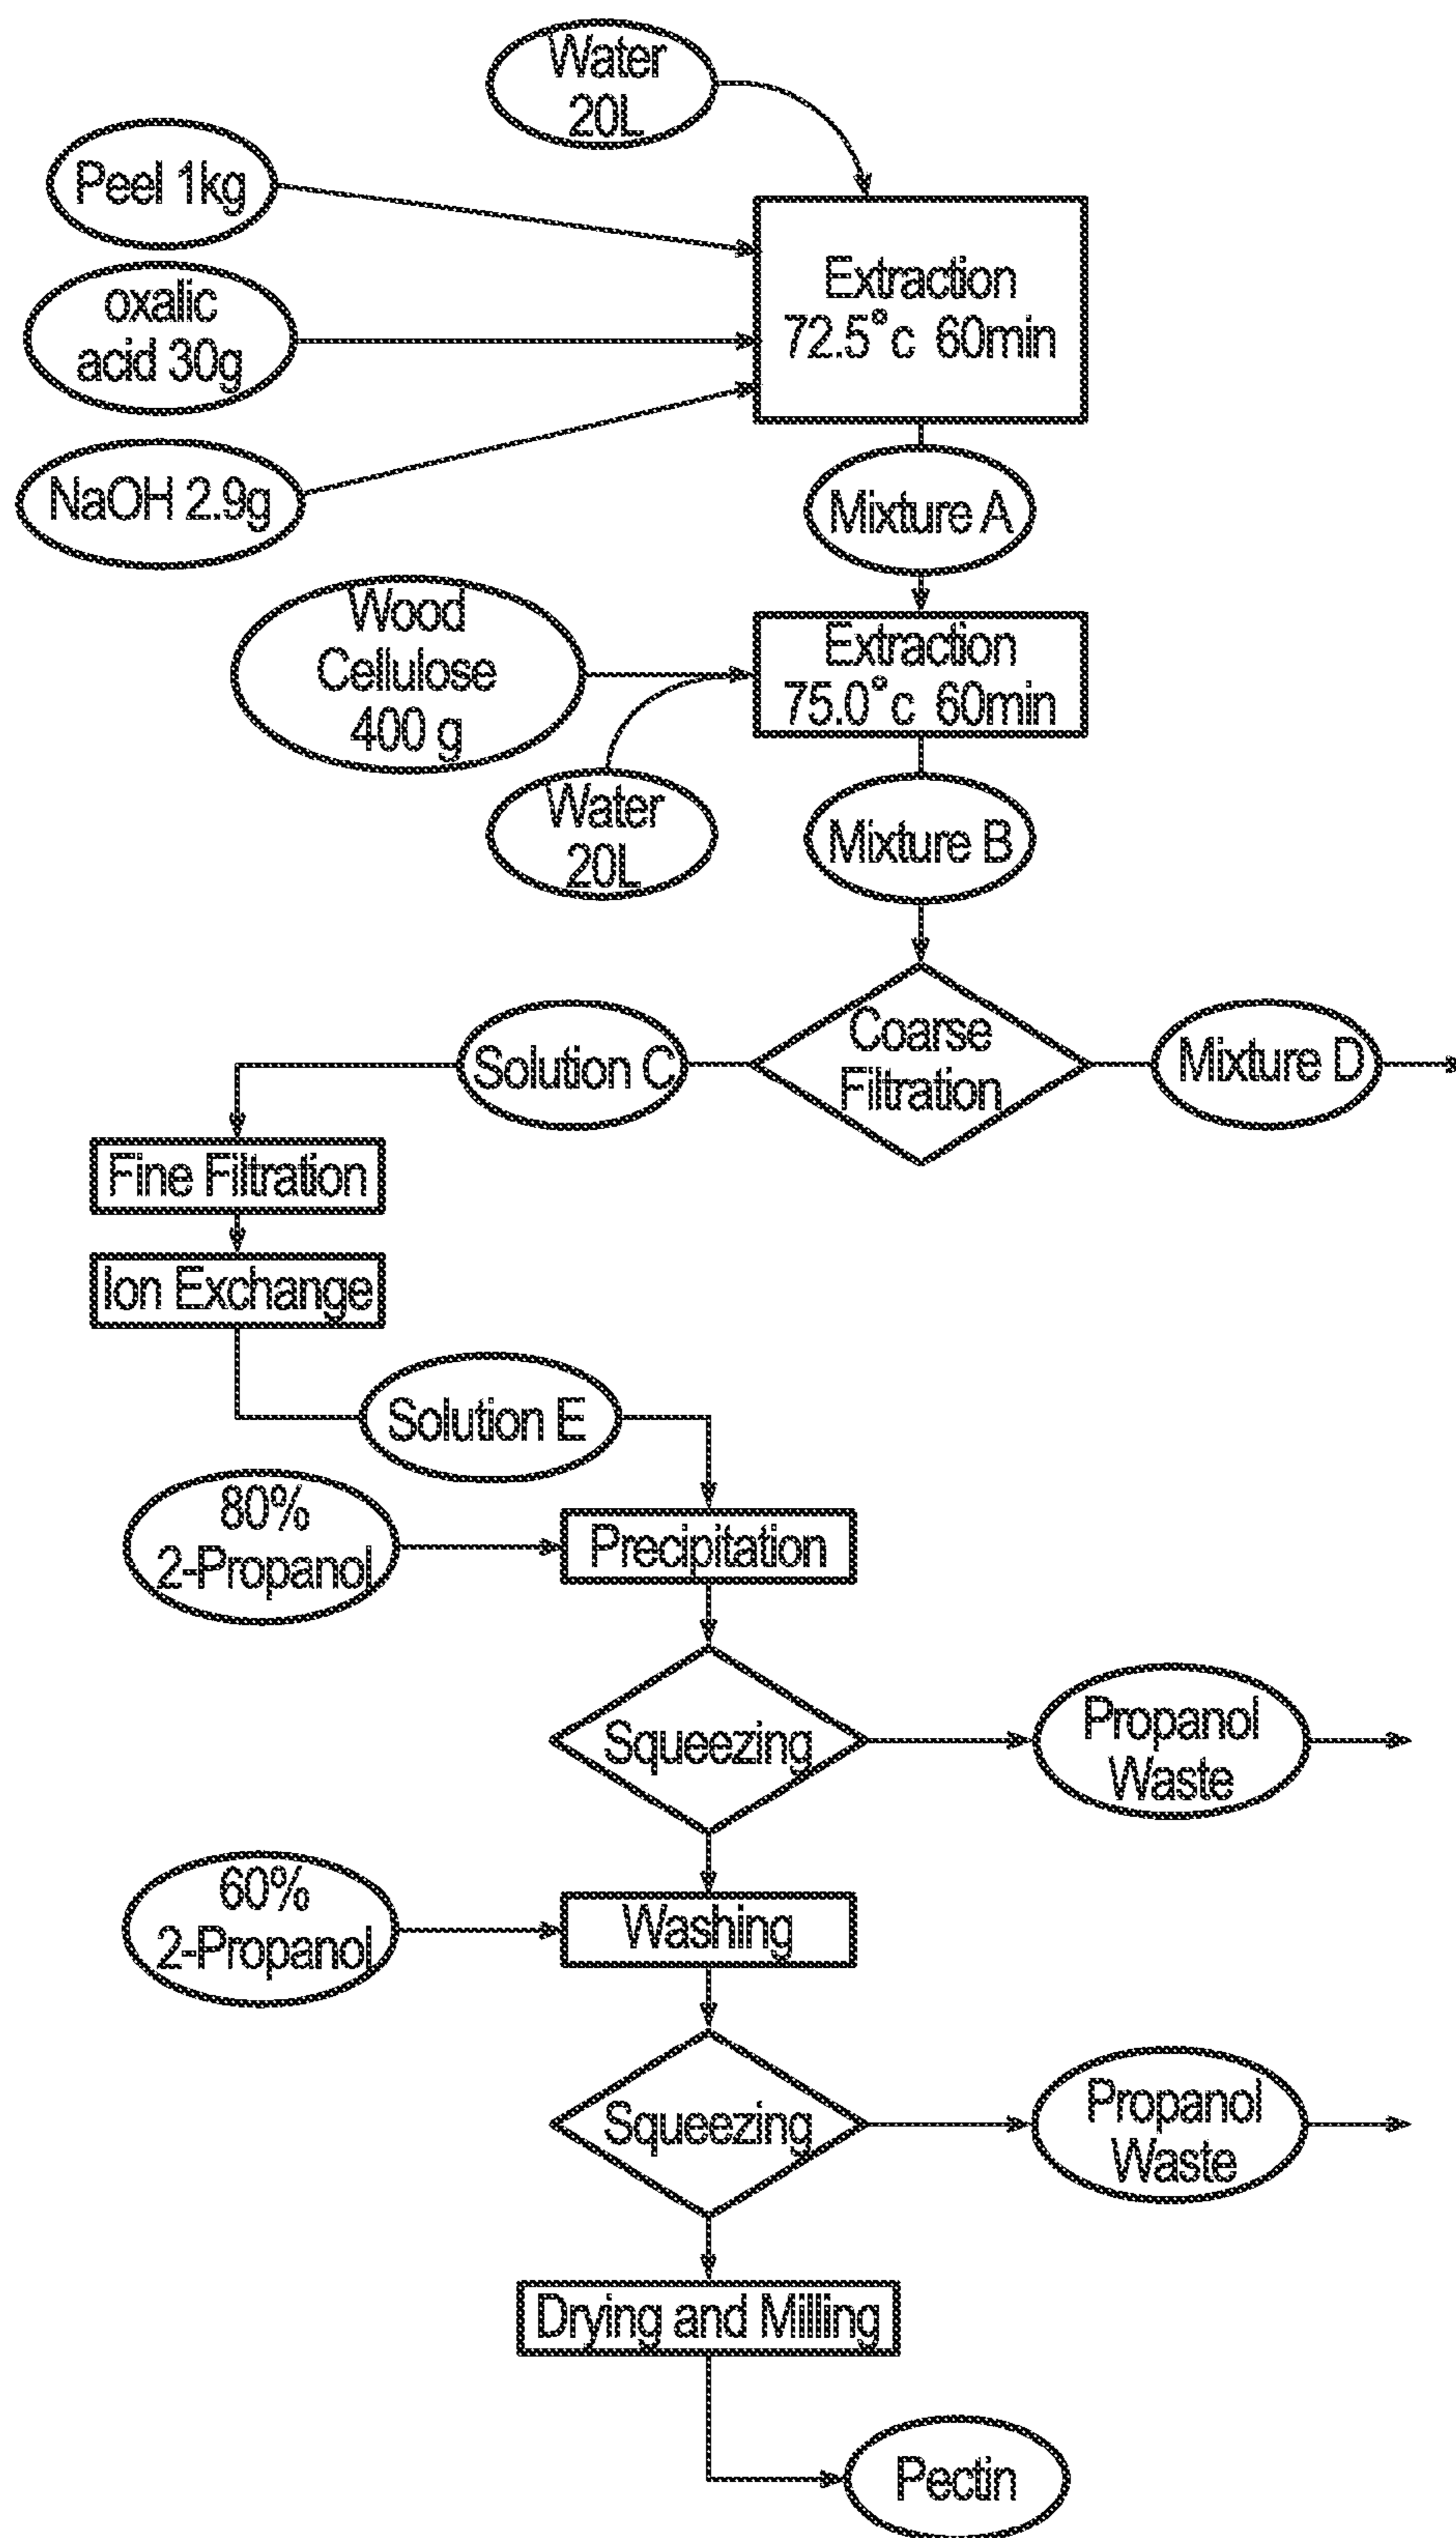 Water
20L
Peel 1kg
oxalic
acid 30g
NaOH 2.9g
Extraction
72.5°c 60min
Mixture A
Wood
Cellulose
400 g
Water
20L
Extraction
75.0°c 60min
Mixture B
Coarse
Filtration
Solution C
Mixture D
Fine Filtration
Ion Exchange
Solution E
80%
2-Propanol
Precipitation
Squeezing
Propanol
Waste
60%
2-Propanol
Washing
Squeezing
Propanol
Waste
Drying and Milling
Pectin